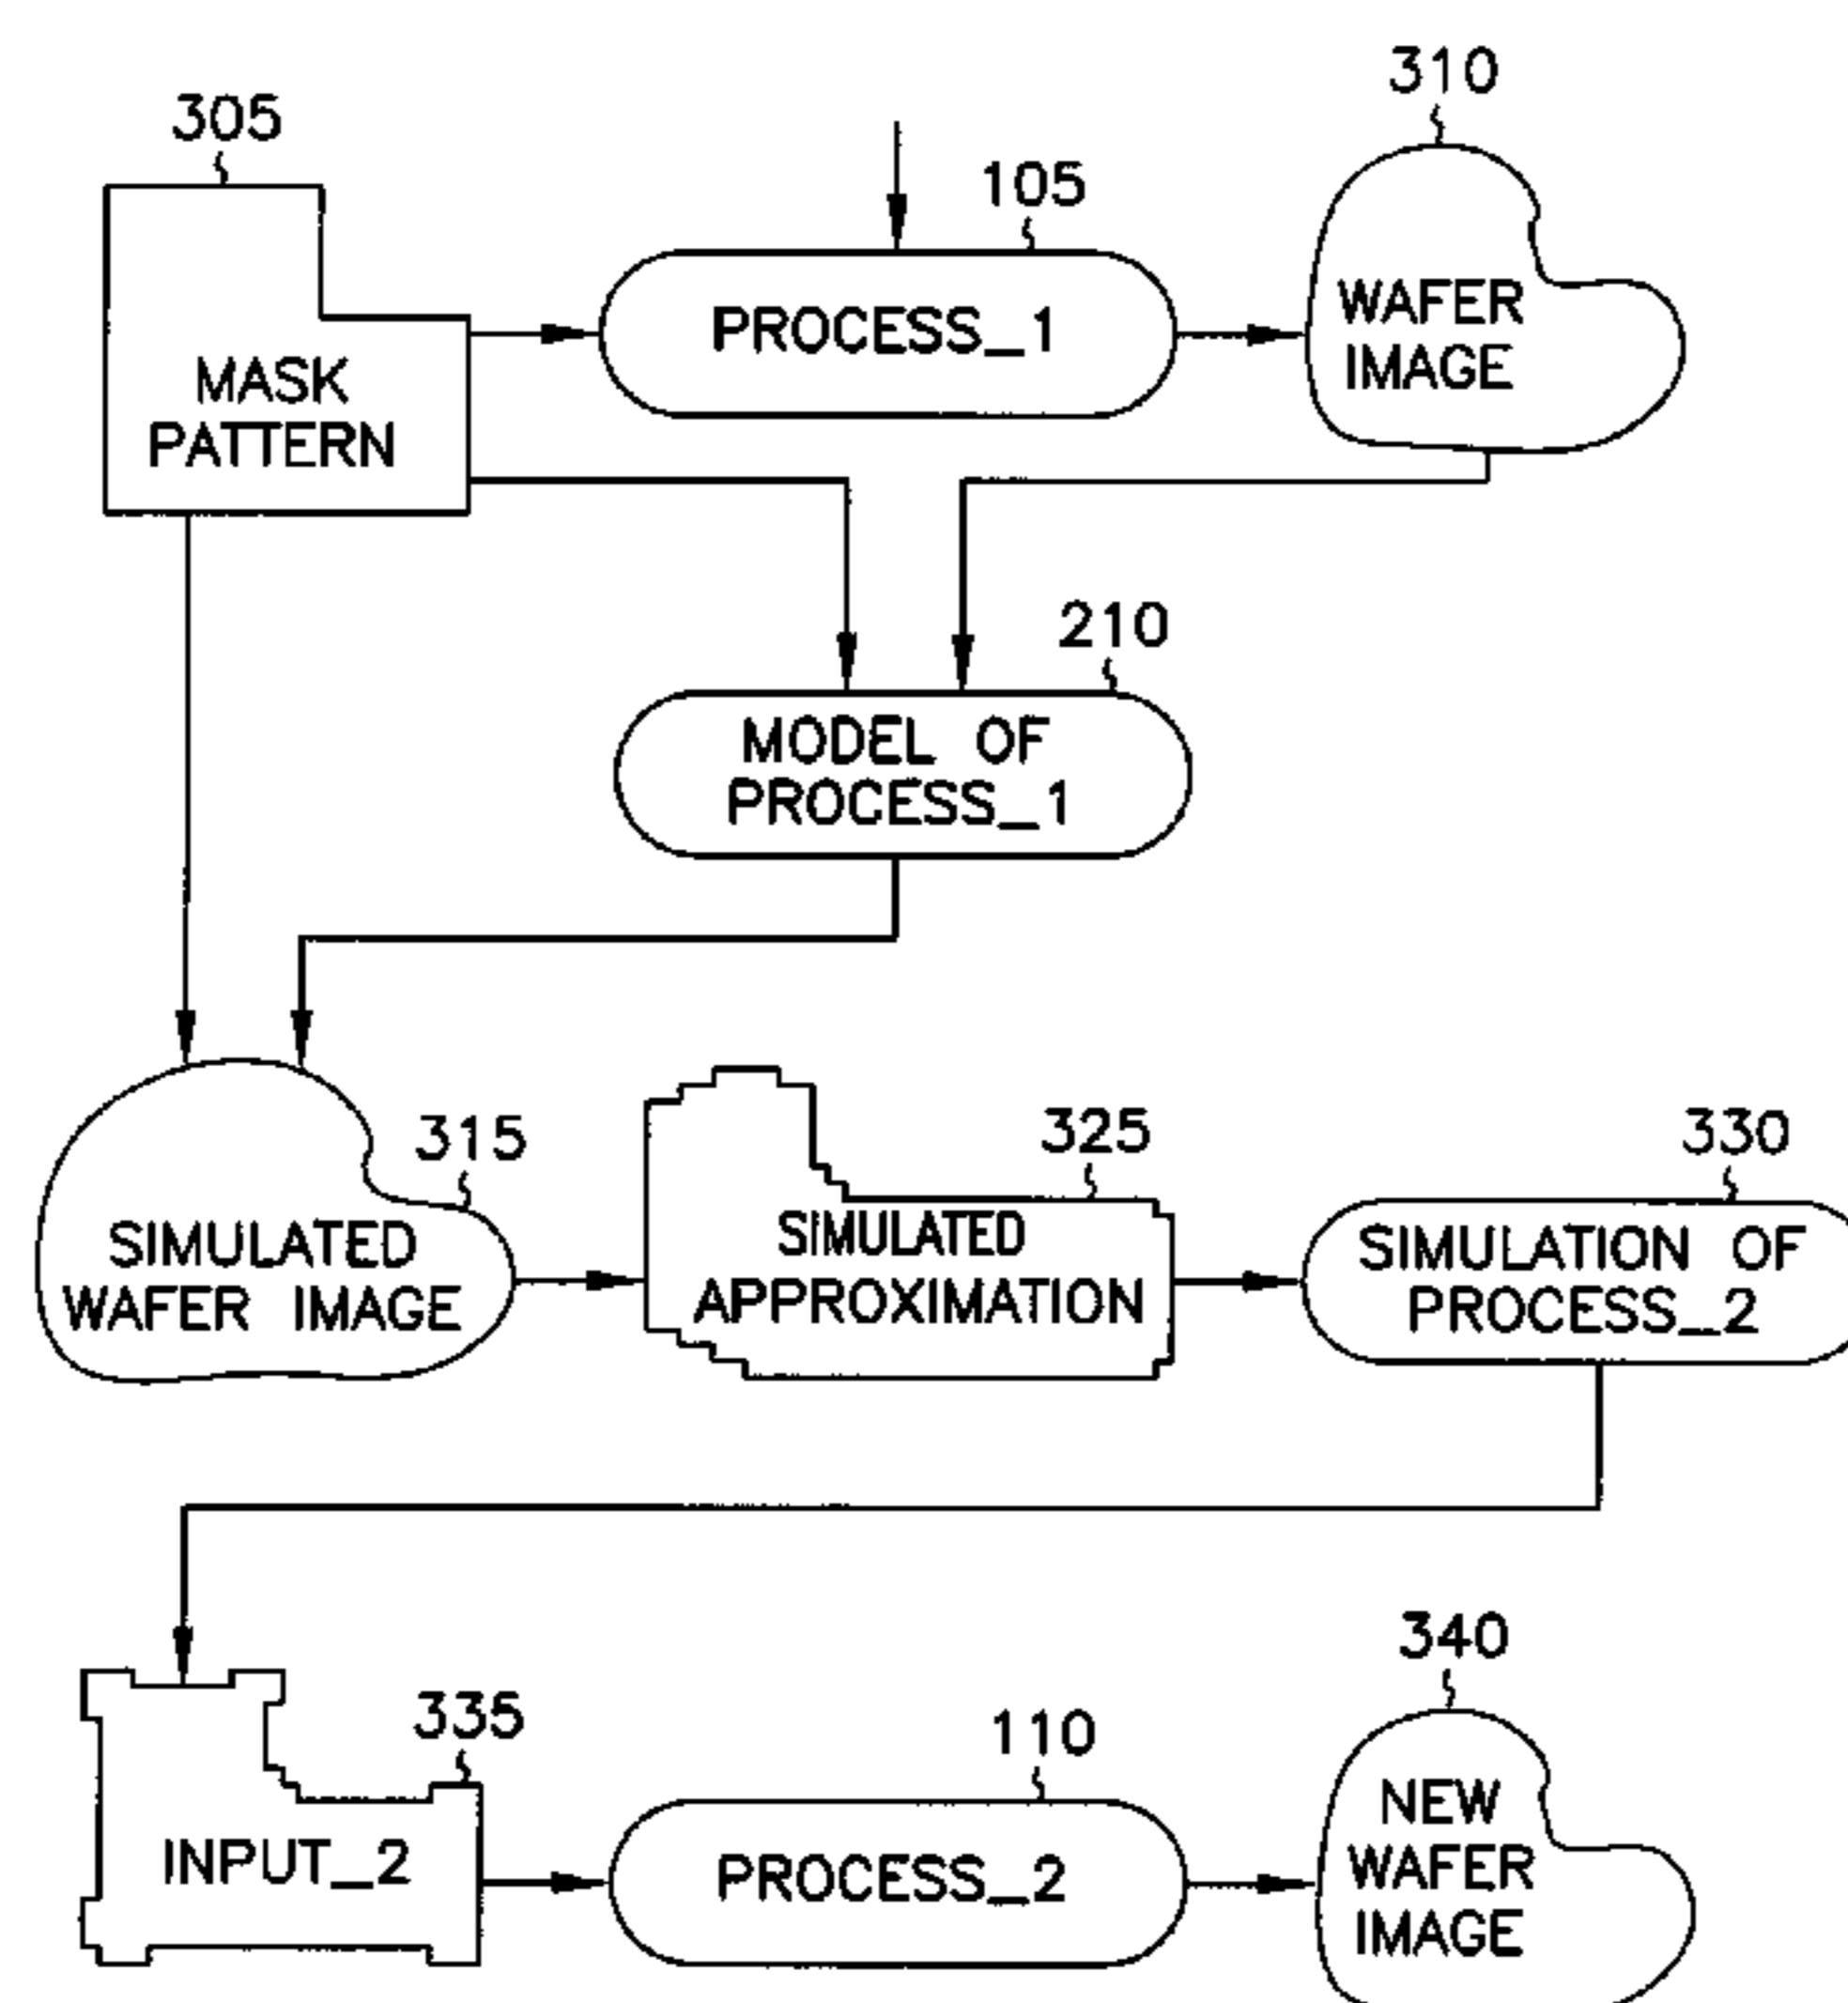 310
305
105
PROCESS_1
WAFER
IMAGE
MASK
PATTERN
210
MODEL OF
PROCESS_1
315
325
330
SIMULATED
WAFER IMAGE
SIMULATED
APPROXIMATION
SIMULATION OF
PROCESS_2
340
335
110
INPUT_2
PROCESS_2
NEW
WAFER
IMAGE